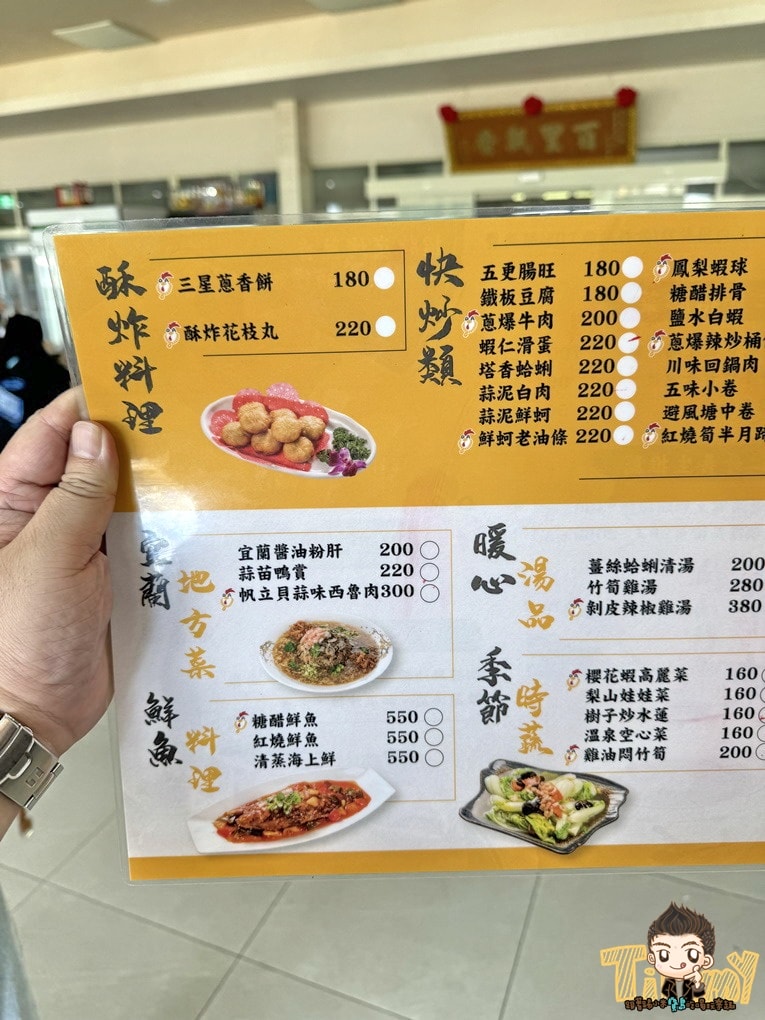 百里飄香
酥炸料理
三星蔥香餅 180
酥炸花枝丸 220
快炒類
五更腸旺 180
鐵板豆腐 180
蔥爆牛肉 200
蝦仁滑蛋 220
塔香蛤蜊 220
蒜泥白肉 220
蒜泥鮮蚵 220
鮮蚵老油條 220
鳳梨蝦球
糖醋排骨
鹽水白蝦
蔥爆辣炒桶
川味回鍋肉
五味小卷
避風塘中卷
紅燒筍半月
宜蘭地方菜
宜蘭醬油粉肝 200
蒜苗鴨賞 220
帆立貝蒜味西魯肉300
暖心湯品
薑絲蛤蜊清湯 200
竹筍雞湯 280
剝皮辣椒雞湯 380
鮮魚料理
糖醋鮮魚 550
紅燒鮮魚 550
清蒸海上鮮 550
季節時蔬
櫻花蝦高麗菜 160
梨山娃娃菜 160
樹子炒水蓮 160
溫泉空心菜 160
雞油悶竹筍 200